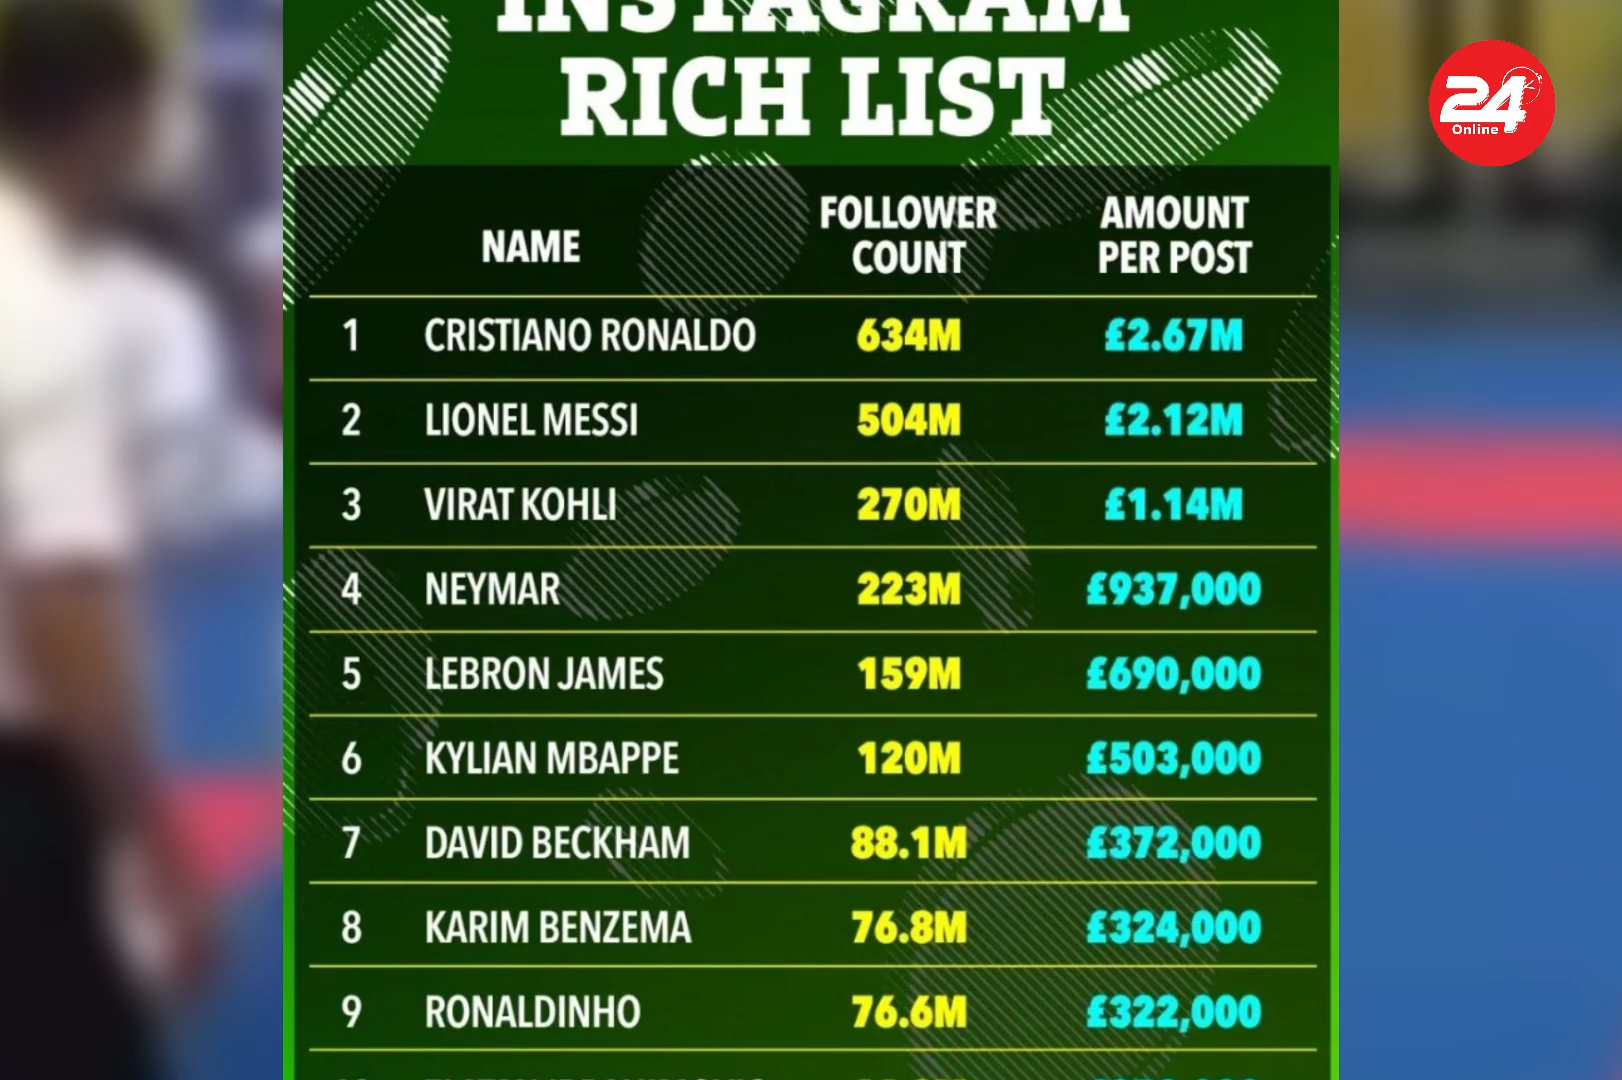 INSTAGRAM
RICH LIST
24
Online
NAME
FOLLOWER
COUNT
AMOUNT
PER POST
1 CRISTIANO RONALDO 634M £2.67M
2 LIONEL MESSI 504M £2.12M
3 VIRAT KOHLI 270M £1.14M
4 NEYMAR 223M £937,000
5 LEBRON JAMES 159M £690,000
6 KYLIAN MBAPPE 120M £503,000
7 DAVID BECKHAM 88.1M £372,000
8 KARIM BENZEMA 76.8M £324,000
9 RONALDINHO 76.6M £322,000